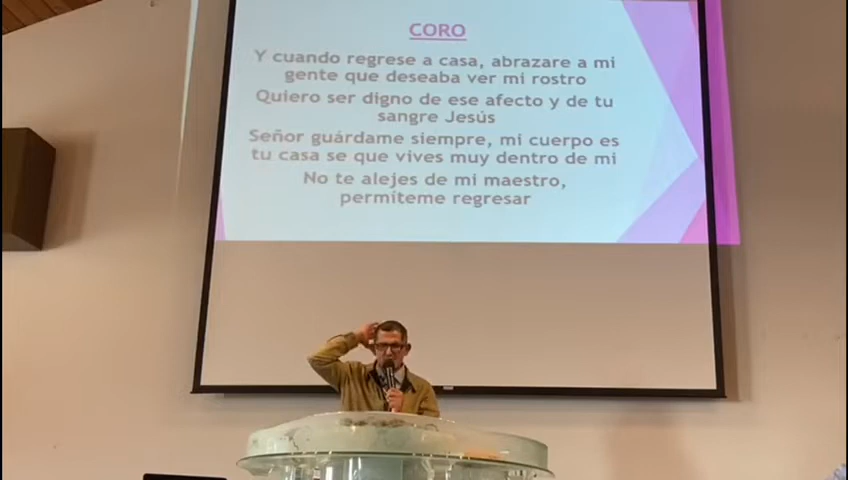 CORO
Y cuando regrese a casa, abrazare a mi
gente que deseaba ver mi rostro
Quiero ser digno de ese afecto y de tu
sangre Jesús
Señor guárdame siempre, mi cuerpo es
tu casa se que vives muy dentro de mi
No te alejes de mi maestro,
permíteme regresar